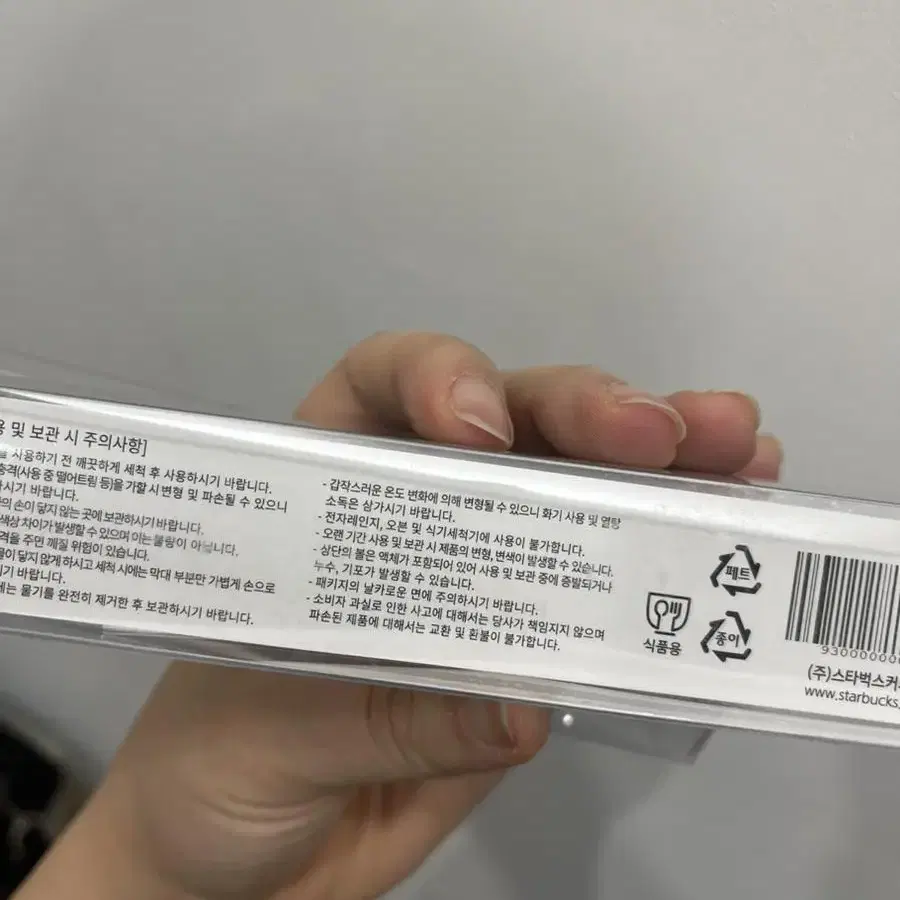 용 및 보관 시 주의사항]
사용하기 전 깨끗하게 세척 후 사용하시기 바랍니다.
충격(사용 중 떨어트림 등)을 가할 시 변형 및 파손될 수 있으니
시기 바랍니다.
의 손이 닿지 않는 곳에 보관하시기 바랍니다.
색상 차이가 발생할 수 있으며 이는 불량이 아닙니다.
격을 주면 깨질 위험이 있습니다.
닿지 않게 하시고 세척 시에는 막대 부분만 가볍게 손으로
시기 바랍니다.
에는 물기를 완전히 제거한 후 보관하시기 바랍니다.
- 갑작스러운 온도 변화에 의해 변형될 수 있으니 화기 사용 및 열탕
소독은 삼가시기 바랍니다.
- 전자레인지, 오븐 및 식기세척기에 사용이 불가합니다.
- 오랜 기간 사용 및 보관 시 제품의 변형, 변색이 발생할 수 있습니다.
- 상단의 볼은 액체가 포함되어 있어 사용 및 보관 중에 증발되거나
누수, 기포가 발생할 수 있습니다.
- 패키지의 날카로운 면에 주의하시기 바랍니다.
- 소비자 과실로 인한 사고에 대해서는 당사가 책임지지 않으며
파손된 제품에 대해서는 교환 및 환불이 불가합니다.
식품용
페트
종이
93000000
(주)스타벅스커
www.starbucks.